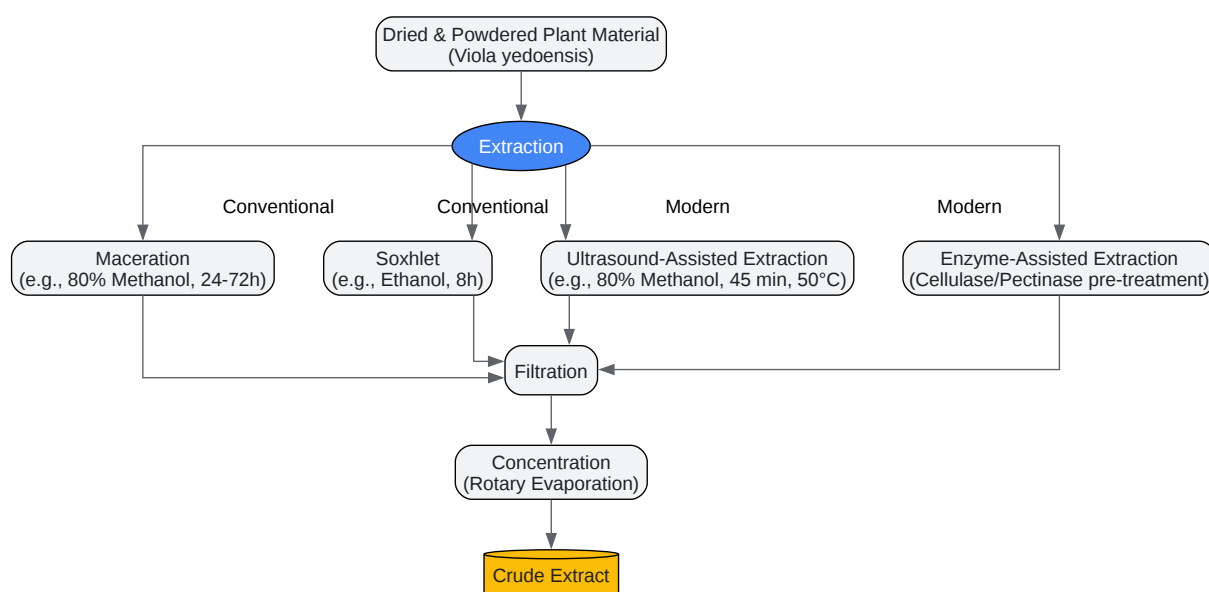 Dried & Powdered Plant Material
(Viola yedoensis)
Extraction
Conventional
Conventional
Modern
Modern
Maceration
(e.g., 80% Methanol, 24-72h)
Soxhlet
(e.g., Ethanol, 8h)
Ultrasound-Assisted Extraction
(e.g., 80% Methanol, 45 min, 50°C)
Enzyme-Assisted Extraction
(Cellulase/Pectinase pre-treatment)
Filtration
Concentration
(Rotary Evaporation)
Crude Extract